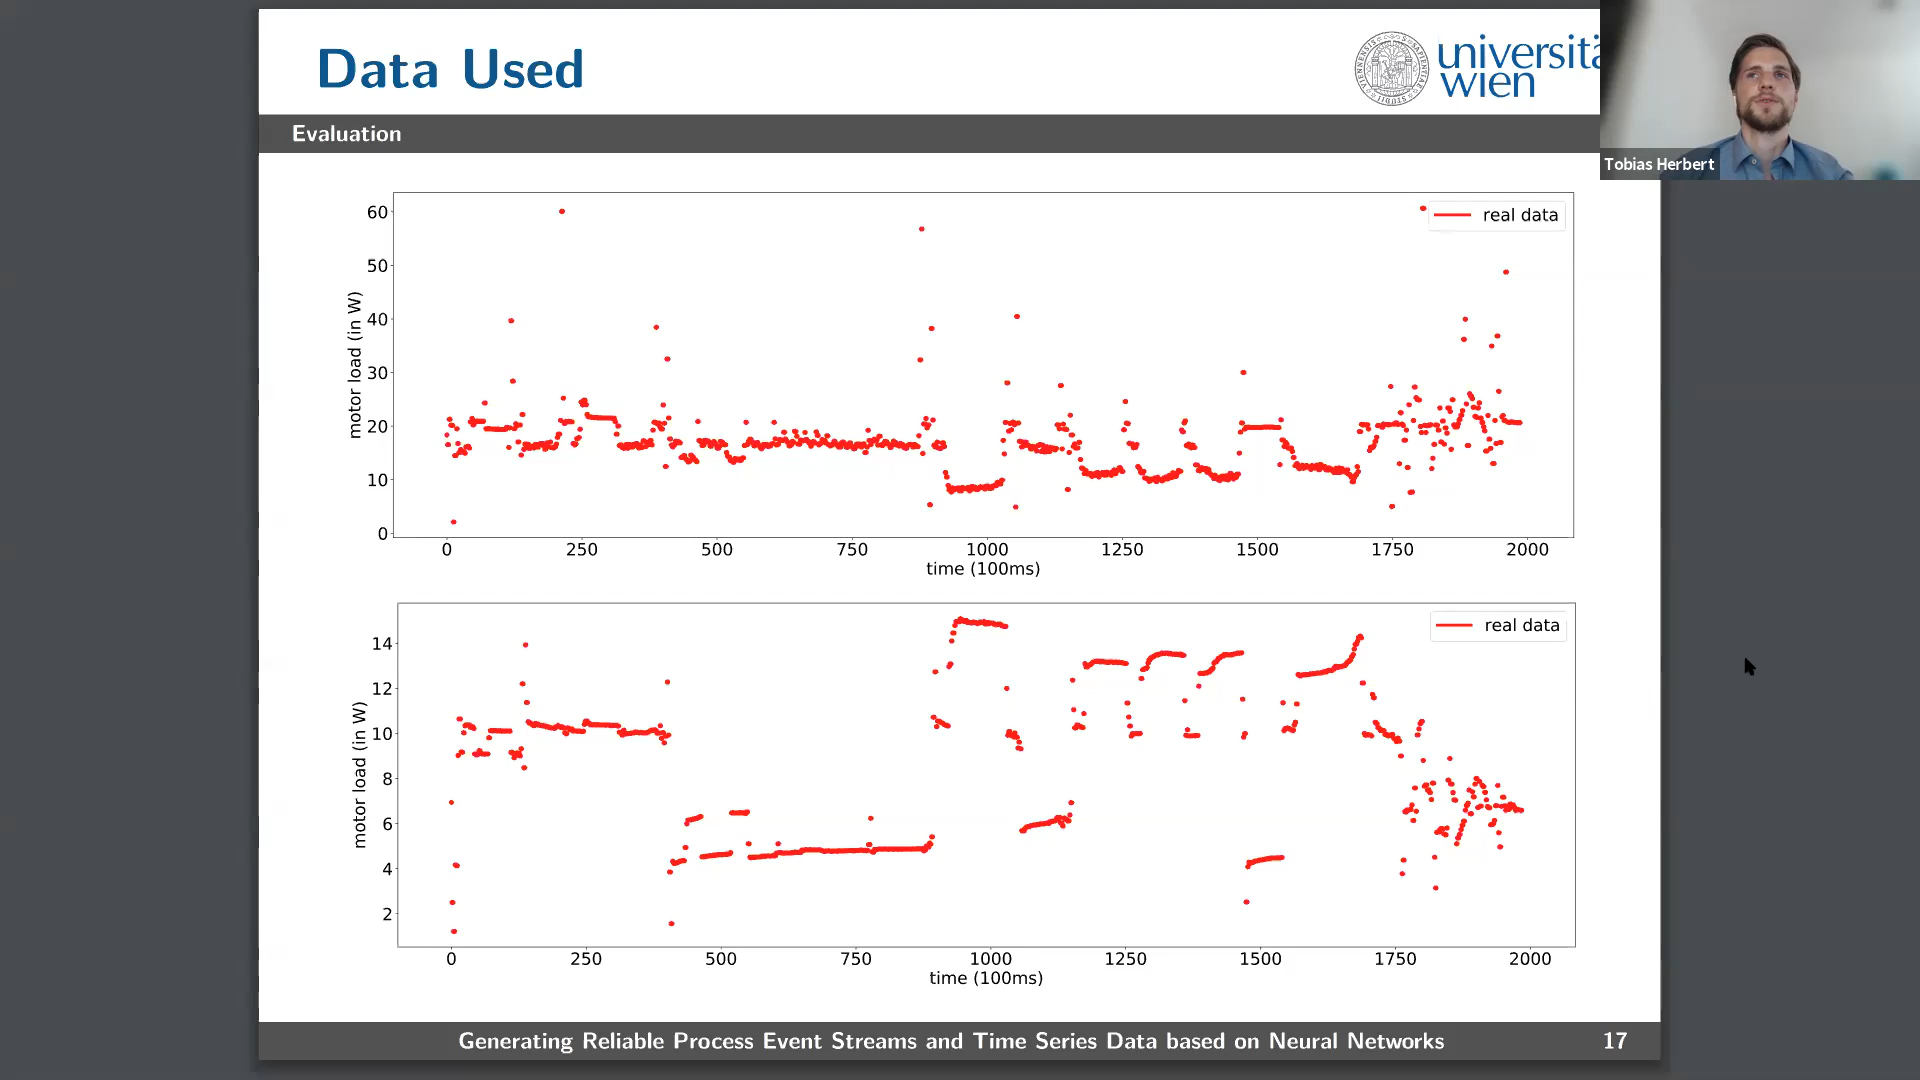 Data Used
universitä
wien
Tobias Herbert
Evaluation
real data
60
50
40
30
20
10
0
motor load (in W)
0 250 500 750 1000 1250 1500 1750 2000
time (100ms)
real data
14
12
10
8
6
4
2
motor load (in W)
0 250 500 750 1000 1250 1500 1750 2000
time (100ms)
Generating Reliable Process Event Streams and Time Series Data based on Neural Networks 17